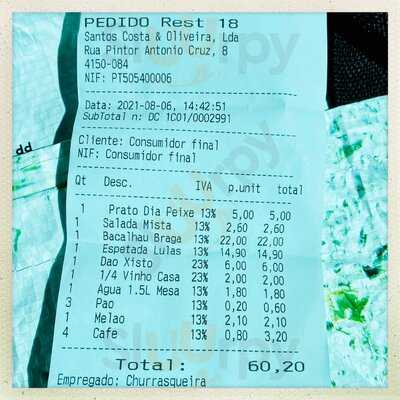 PEDIDO Rest 18
Santos Costa & Oliveira, Lda
Rua Pintor Antonio Cruz, 8
4150-084
NIF: PT505400006
Data: 2021-08-06, 14:42:51
SubTotal n: DC 1C01/0002991
Cliente: Consumidor final
NIF: Consumidor final
Qt Desc. IVA p.unit total
1 Prato Dia Peixe 13% 5,00 5,00
1 Salada Mista 13% 2,60 2,60
1 Bacalhau Braga 13% 22,00 22,00
1 Espetada Lulas 13% 14,90 14,90
1 Dao Xisto 23% 6,00 6,00
1 1/4 Vinho Casa 23% 2,00 2,00
1 Agua 1.5L Mesa 13% 1,80 1,80
3 Pao 13% 0,20 0,60
1 Melao 13% 2,10 2,10
4 Cafe 13% 0,80 3,20
Total: 60,20
Empregado: Churrasqueira